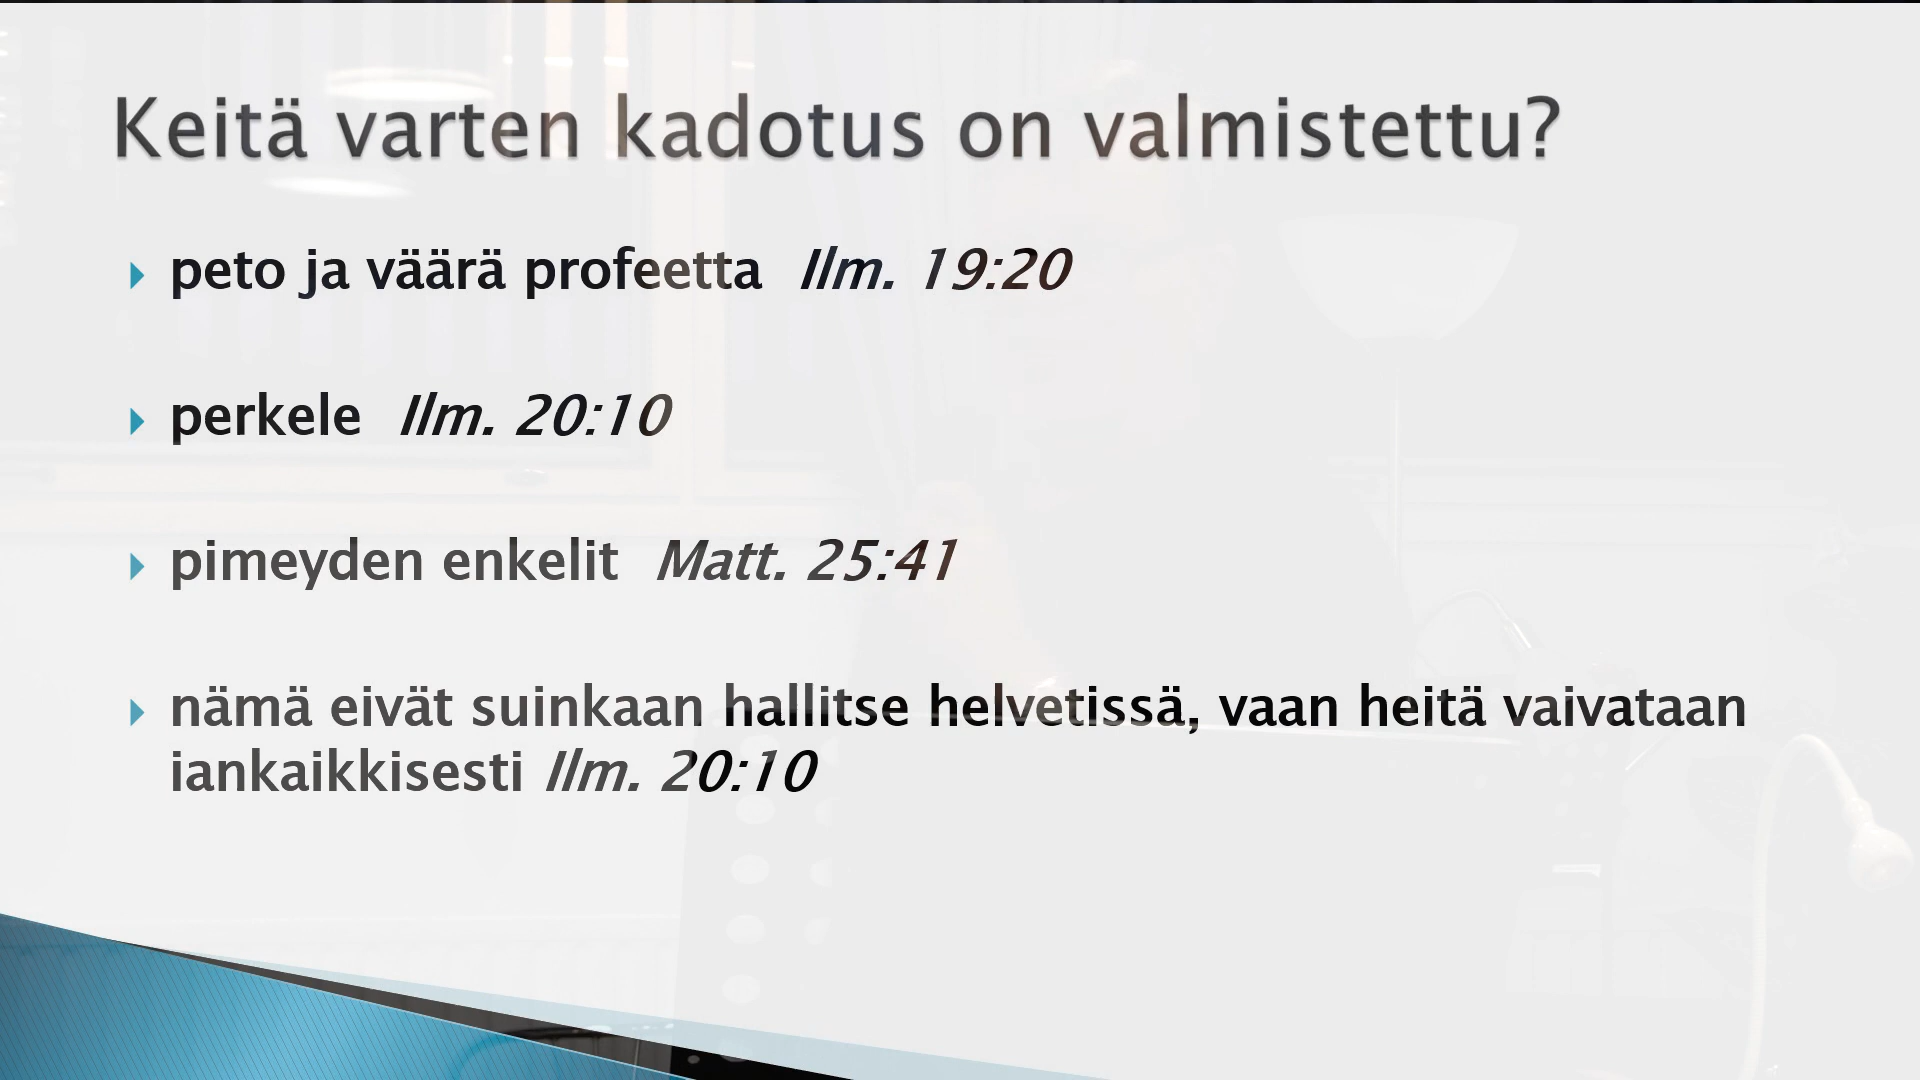 Keitä varten kadotus on valmistettu?
peto ja väärä profeetta Ilm. 19:20
perkele Ilm. 20:10
pimeyden enkelit Matt. 25:41
nämä eivät suinkaan hallitse helvetissä, vaan heitä vaivataan
iankaikkisesti Ilm. 20:10